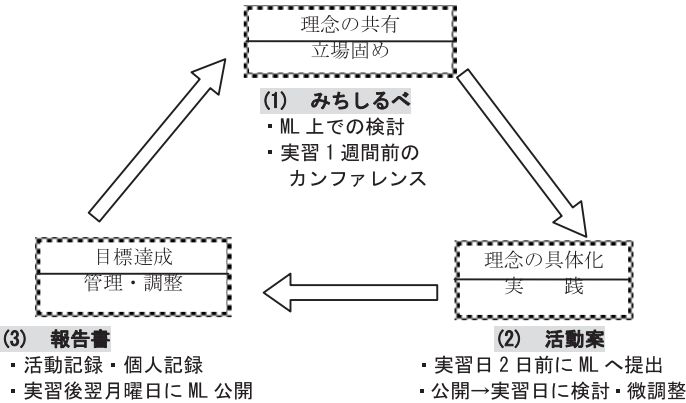 理念の共有
立場固め
(1) みちしるべ
・ML 上での検討
・実習1週間前の
カンファレンス
目標達成
管理・調整
(3) 報告書
・活動記録・個人記録
・実習後翌月曜日に ML 公開
理念の具体化
実 践
(2) 活動案
・実習日2日前に ML へ提出
・公開→実習日に検討・微調整